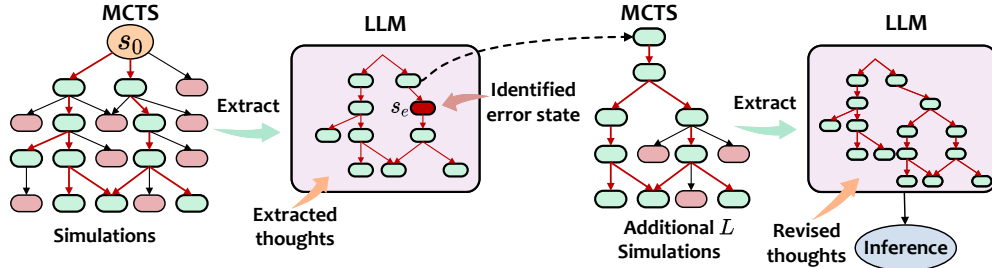 MCTS
s0
Extract
Simulations
LLM
se
Identified
error state
Extracted
thoughts
MCTS
Extract
Additional L
Simulations
LLM
Revised
thoughts
Inference